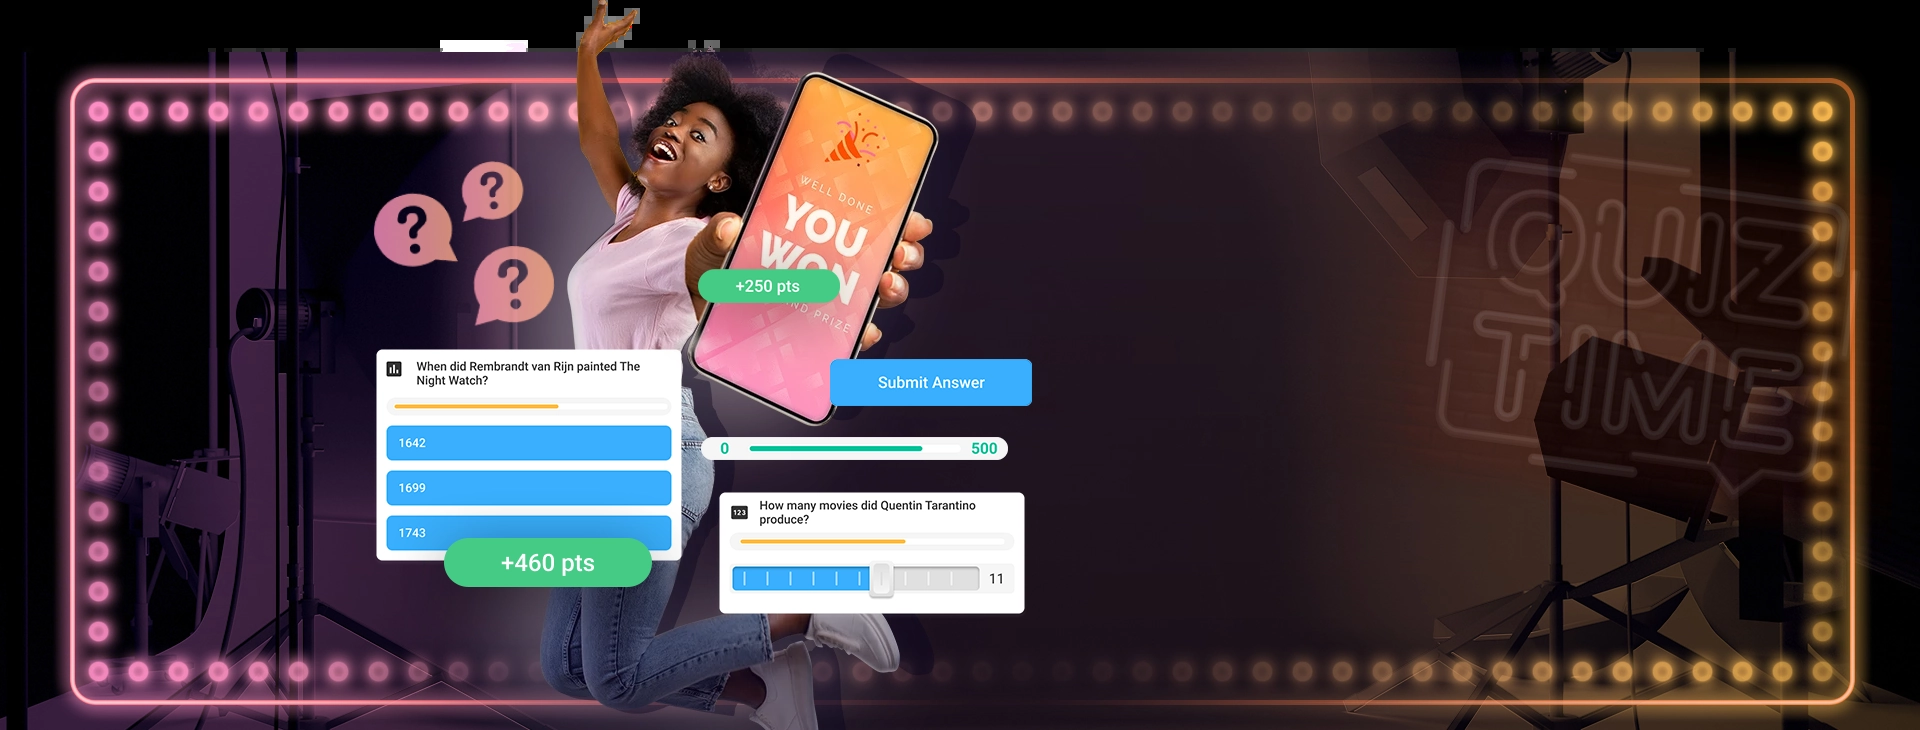 WELL DONE
YOU
WON
+250 pts
ND PRIZE
When did Rembrandt van Rijn painted The
Night Watch?
1642
1699
1743
+460 pts
Submit Answer
0
500
123
How many movies did Quentin Tarantino
produce?
11
QUIZ
TIME
?
?
?